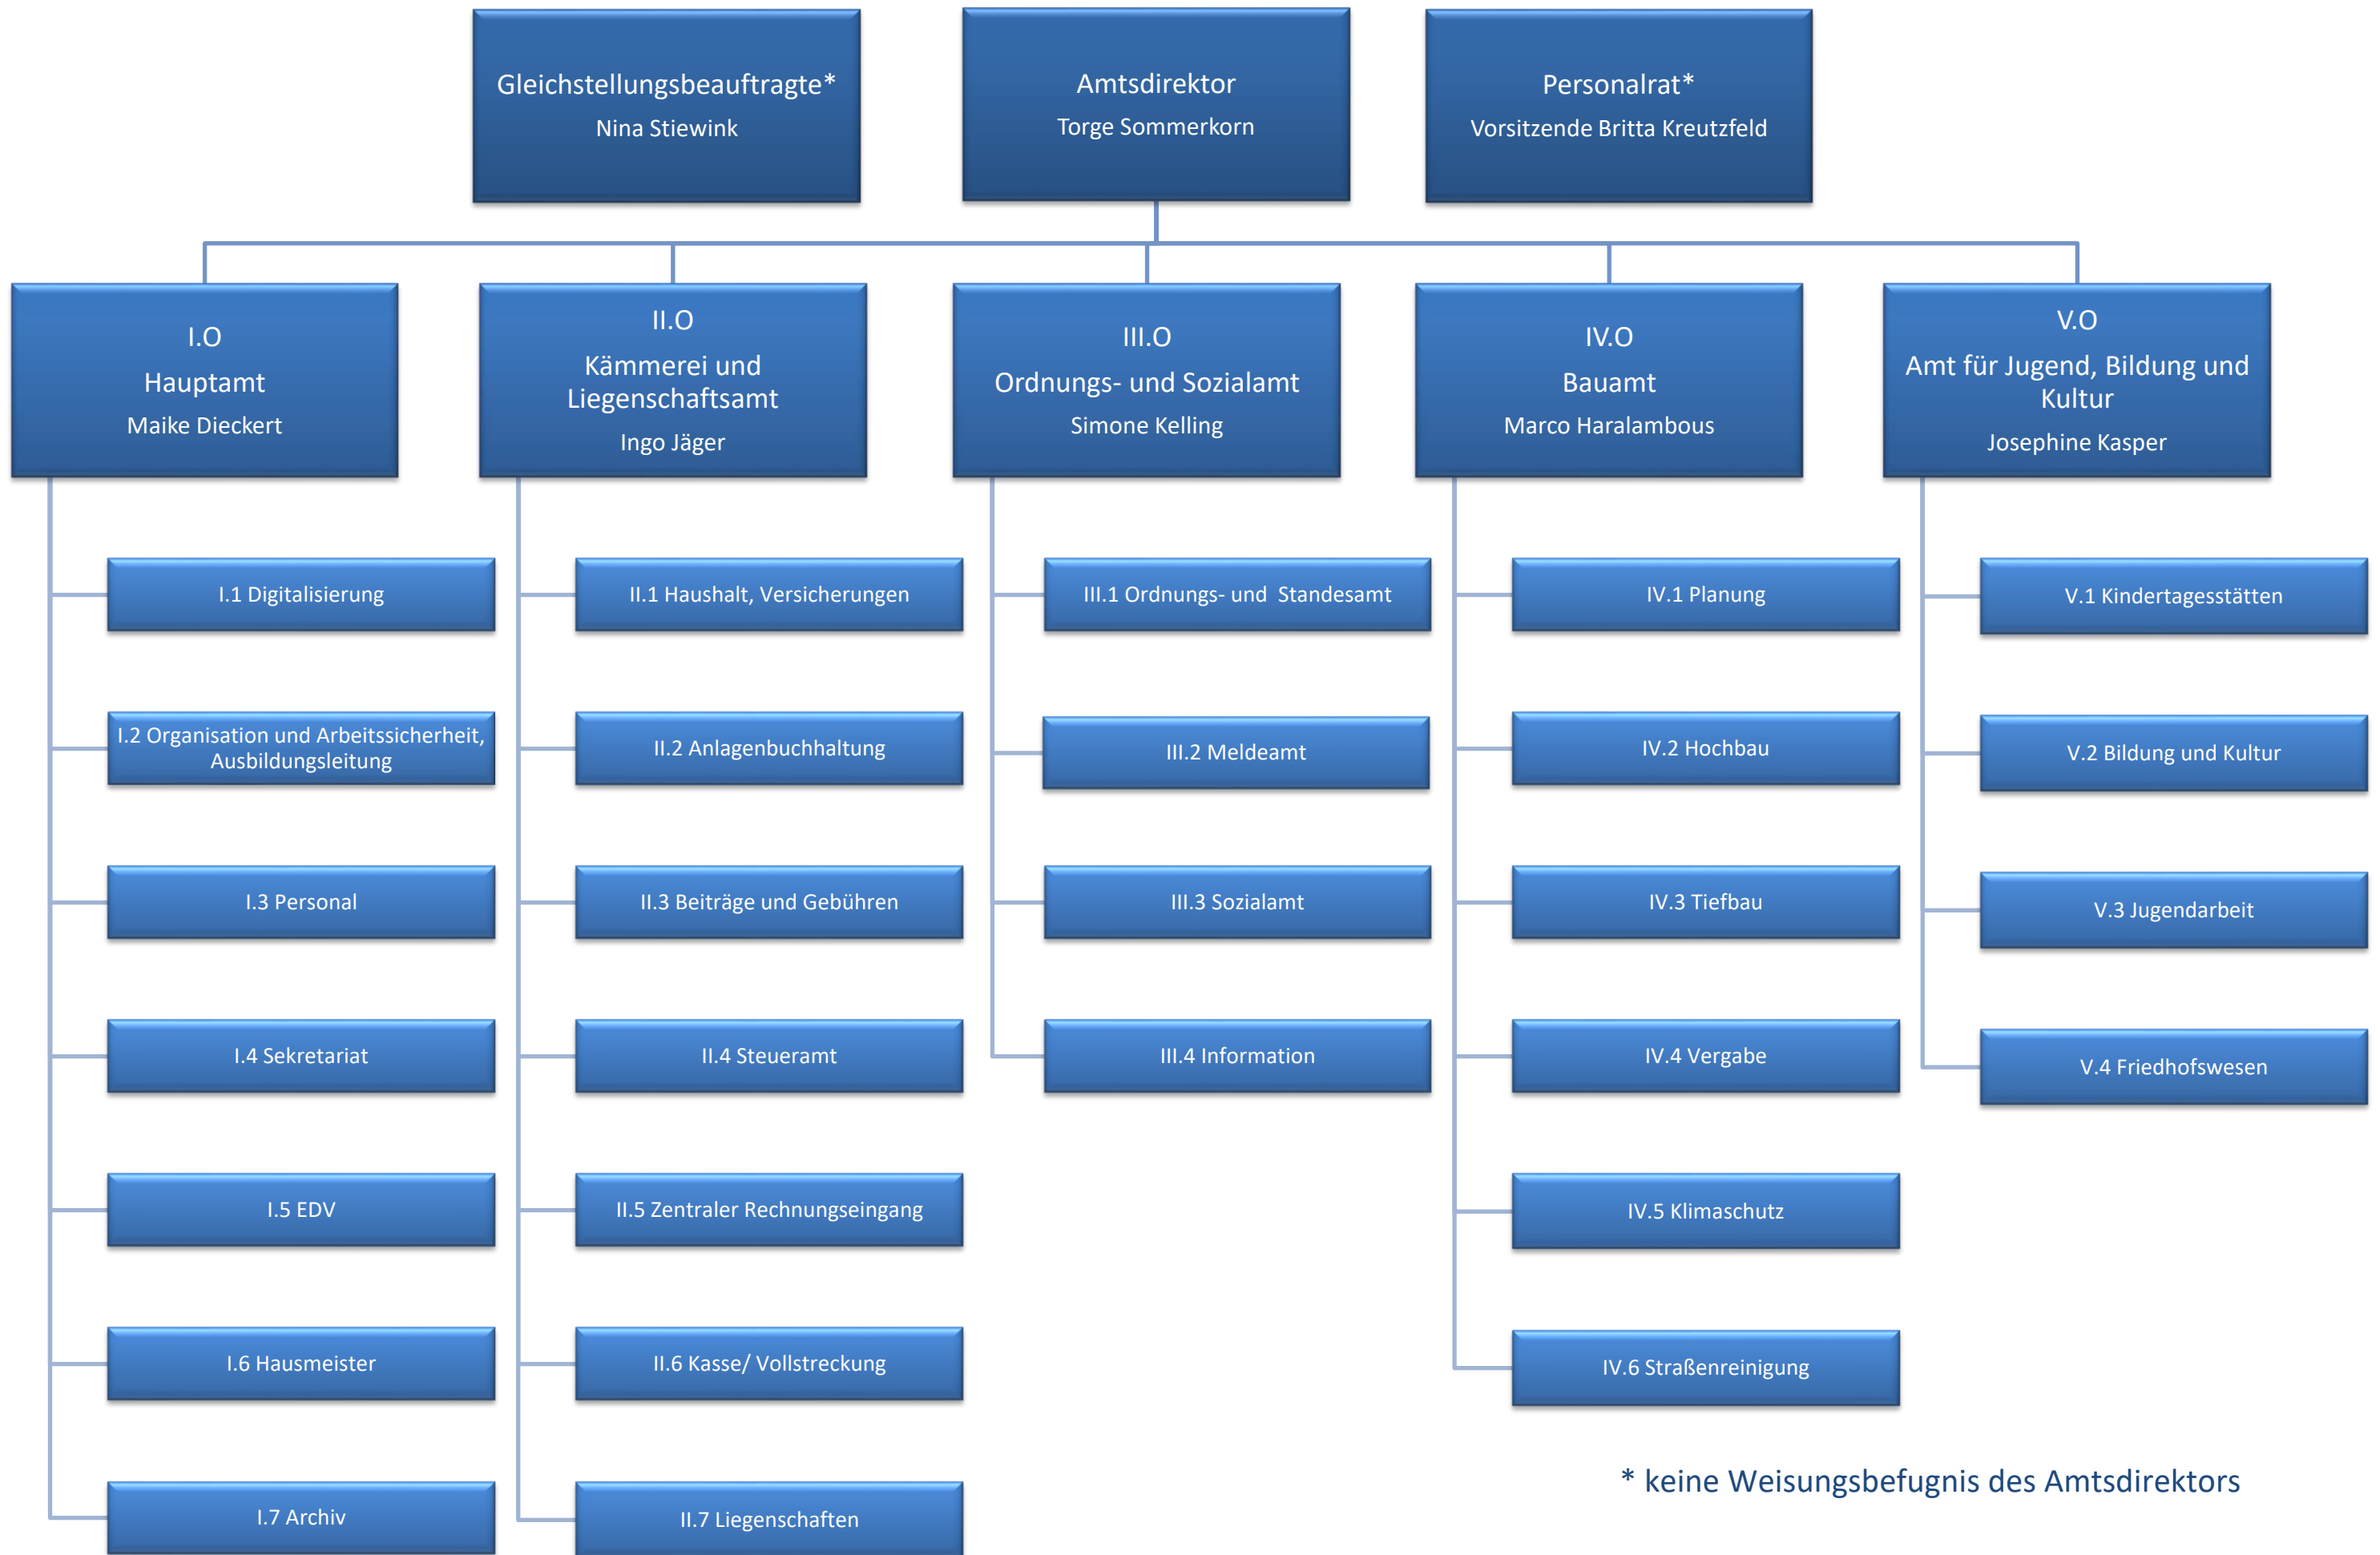 Gleichstellungsbeauftragte*
Nina Stiewink
Amtsdirektor
Torge Sommerkorn
Personalrat*
Vorsitzende Britta Kreutzfeld
I.O
Hauptamt
Maike Dieckert
II.O
Kämmerei und
Liegenschaftsamt
Ingo Jäger
III.O
Ordnungs- und Sozialamt
Simone Kelling
IV.O
Bauamt
Marco Haralambous
V.O
Amt für Jugend, Bildung und
Kultur
Josephine Kasper
I.1 Digitalisierung
I.2 Organisation und Arbeitssicherheit,
Ausbildungsleitung
I.3 Personal
I.4 Sekretariat
I.5 EDV
I.6 Hausmeister
I.7 Archiv
II.1 Haushalt, Versicherungen
II.2 Anlagenbuchhaltung
II.3 Beiträge und Gebühren
II.4 Steueramt
II.5 Zentraler Rechnungseingang
II.6 Kasse/ Vollstreckung
II.7 Liegenschaften
III.1 Ordnungs- und  Standesamt
III.2 Meldeamt
III.3 Sozialamt
III.4 Information
IV.1 Planung
IV.2 Hochbau
IV.3 Tiefbau
IV.4 Vergabe
IV.5 Klimaschutz
IV.6 Straßenreinigung
V.1 Kindertagesstätten
V.2 Bildung und Kultur
V.3 Jugendarbeit
V.4 Friedhofswesen
* keine Weisungsbefugnis des Amtsdirektors